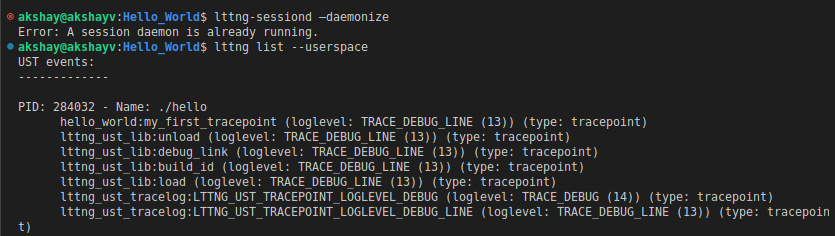 akshay@akshayv:Hello_World$ lttng-sessiond –daemonize
Error: A session daemon is already running.
akshay@akshayv:Hello_World$ lttng list --userspace
UST events:
-------------
PID: 284032 - Name: ./hello
hello_world:my_first_tracepoint (loglevel: TRACE_DEBUG_LINE (13)) (type: tracepoint)
lttng_ust_lib:unload (loglevel: TRACE_DEBUG_LINE (13)) (type: tracepoint)
lttng_ust_lib:debug_link (loglevel: TRACE_DEBUG_LINE (13)) (type: tracepoint)
lttng_ust_lib:build_id (loglevel: TRACE_DEBUG_LINE (13)) (type: tracepoint)
lttng_ust_lib:load (loglevel: TRACE_DEBUG_LINE (13)) (type: tracepoint)
lttng_ust_tracelog:LTTNG_UST_TRACEPOINT_LOGLEVEL_DEBUG (loglevel: TRACE_DEBUG (14)) (type: tracepoint)
lttng_ust_tracelog:LTTNG_UST_TRACEPOINT_LOGLEVEL_DEBUG_LINE (loglevel: TRACE_DEBUG_LINE (13)) (type: tracepoin
t)